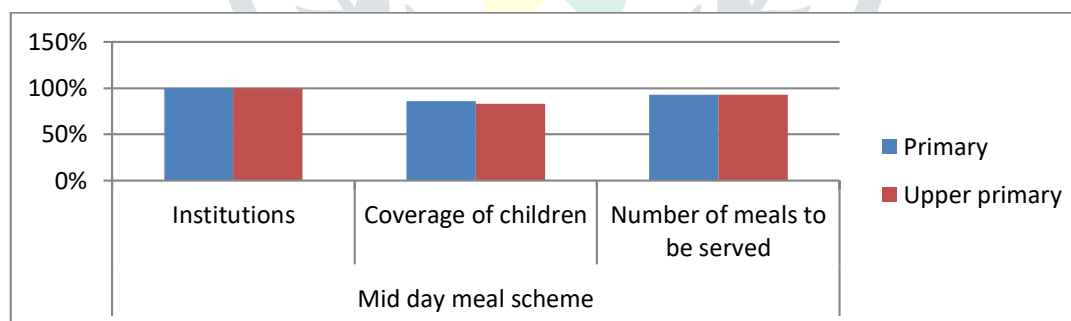 150%
100%
50%
0%
Institutions
Coverage of children
Number of meals to
be served
Mid day meal scheme
Primary
Upper primary